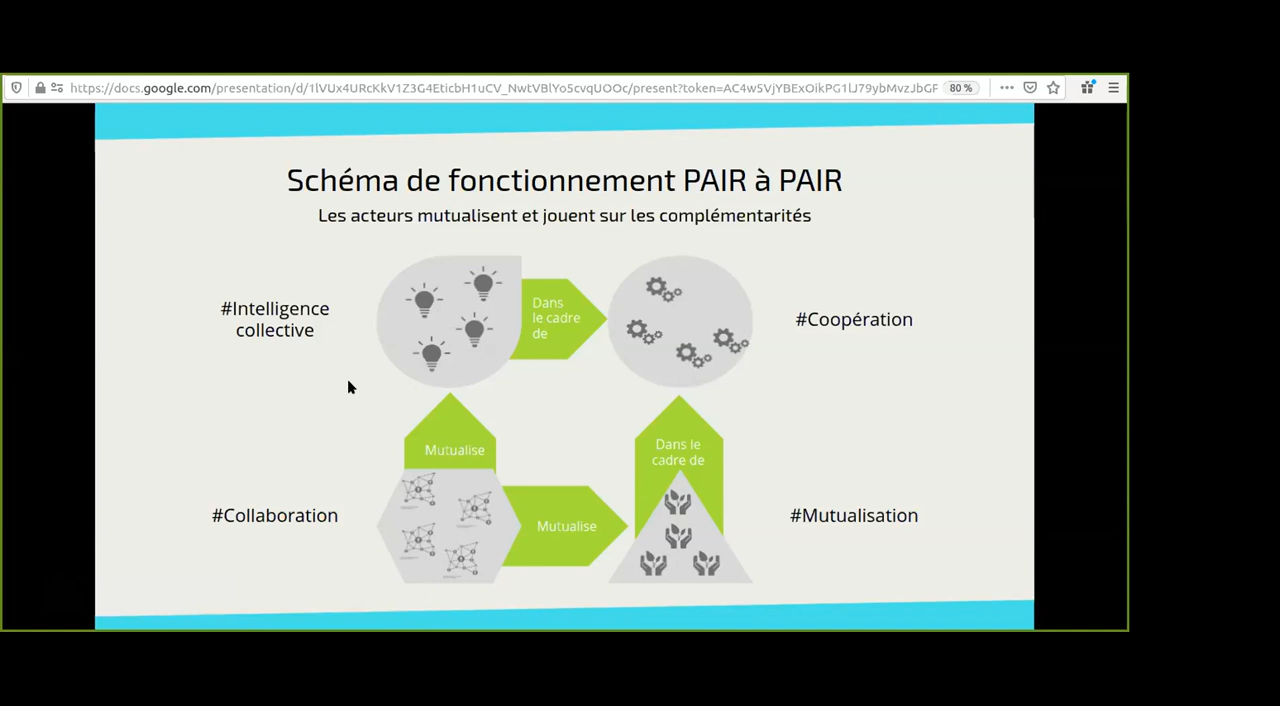 https://docs.google.com/presentation/d/1lVUx4URcKkV1Z3G4EticbH1uCV_NwtVBlYo5cvqUOOc/present?token=AC4w5VjYBExOikPG1lJ79ybMvzJbGF
80 %
Schéma de fonctionnement PAIR à PAIR
Les acteurs mutualisent et jouent sur les complémentarités
#Intelligence
collective
Dans
le cadre
de
#Coopération
Mutualise
Dans le
cadre de
#Collaboration
Mutualise
#Mutualisation